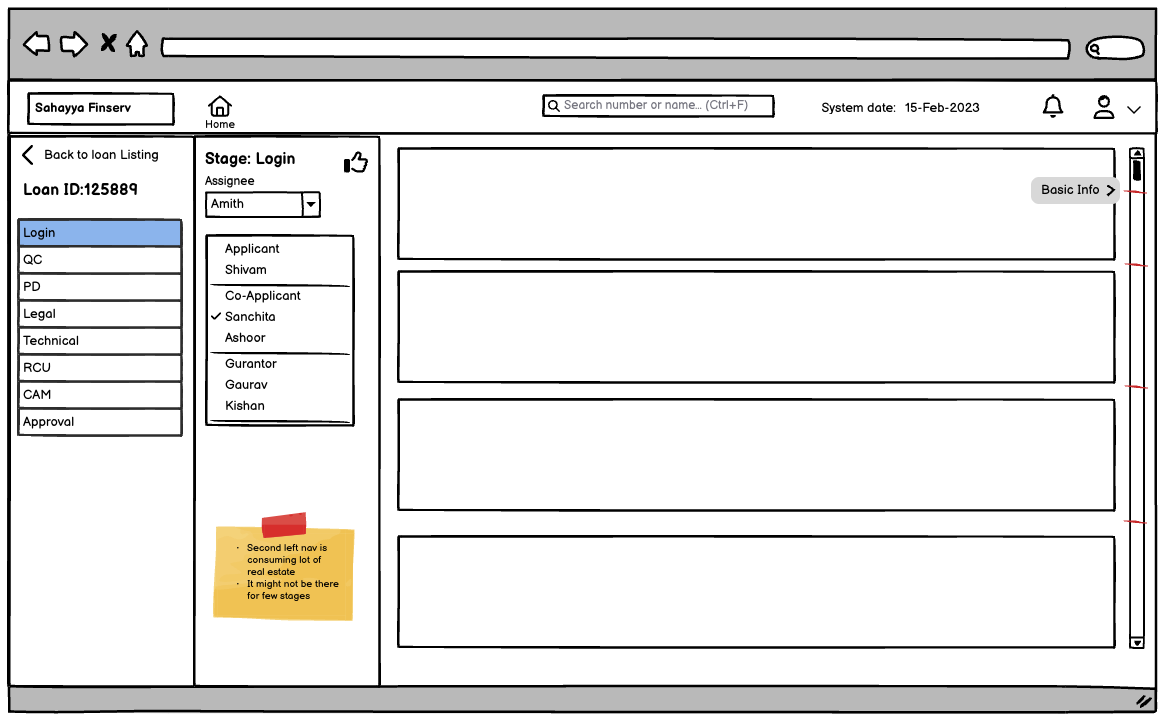 Sahayya Finserv
Home
Search number or name... (Ctrl+F)
System date: 15-Feb-2023
Back to loan Listing
Loan ID:125889
Login
QC
PD
Legal
Technical
RCU
CAM
Approval
Stage: Login
Assignee
Amith
Applicant
Shivam
Co-Applicant
Sanchita
Ashoor
Gurantor
Gaurav
Kishan
· Second left nav is
consuming lot of
real estate
· It might not be there
for few stages
Basic Info